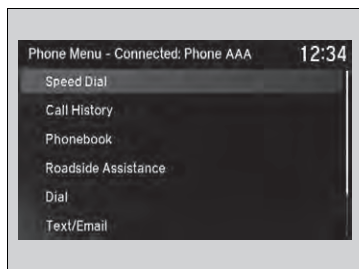 Phone Menu - Connected: Phone AAA 12:34
Speed Dial
Call History
Phonebook
Roadside Assistance
Dial
Text/Email